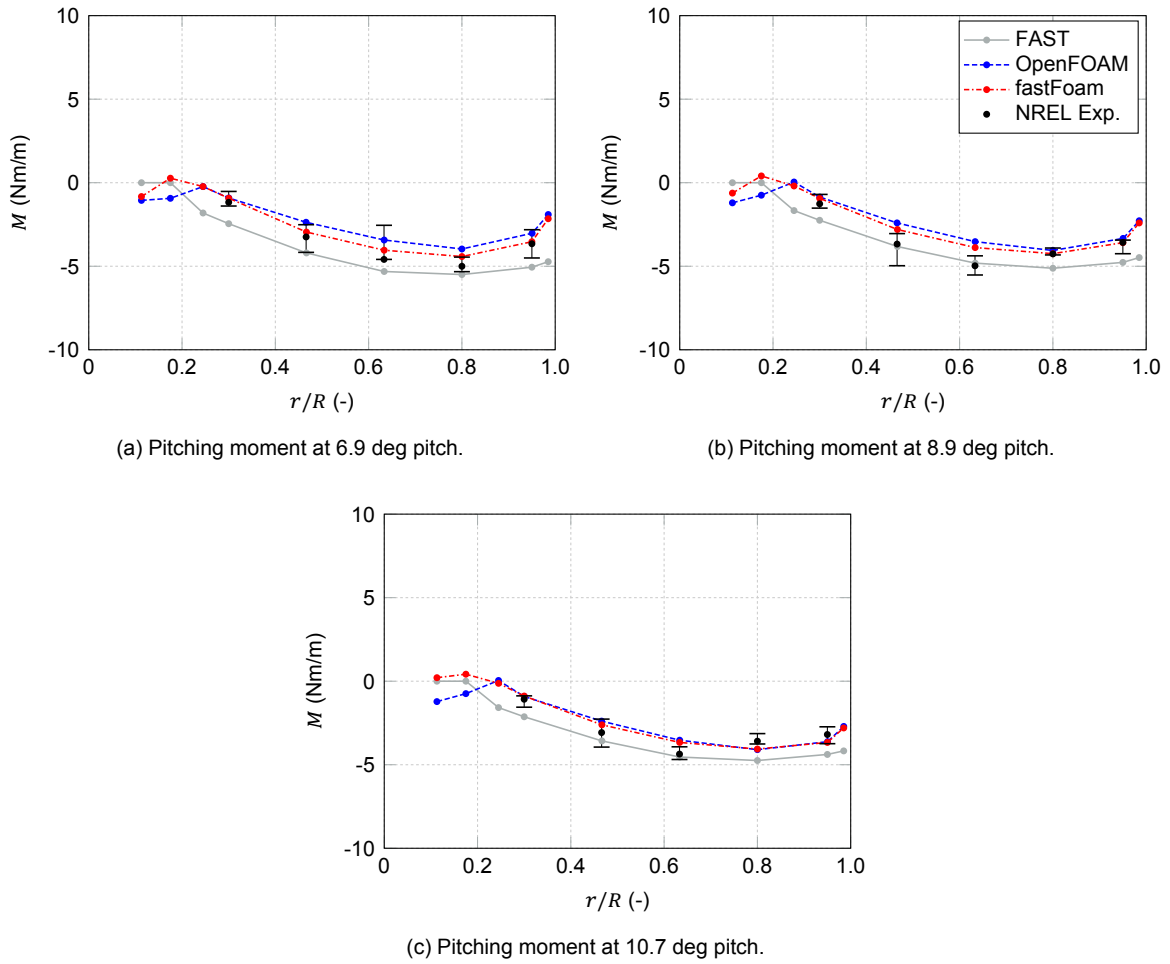 10
5
0
-5
-10
M (Nm/m)
0
0.2
0.4
0.6
0.8
1.0
r/R (-)
(a) Pitching moment at 6.9 deg pitch.
10
5
0
-5
-10
M (Nm/m)
0
0.2
0.4
0.6
0.8
1.0
r/R (-)
FAST
OpenFOAM
fastFoam
NREL Exp.
(b) Pitching moment at 8.9 deg pitch.
10
5
0
-5
-10
M (Nm/m)
0
0.2
0.4
0.6
0.8
1.0
r/R (-)
(c) Pitching moment at 10.7 deg pitch.